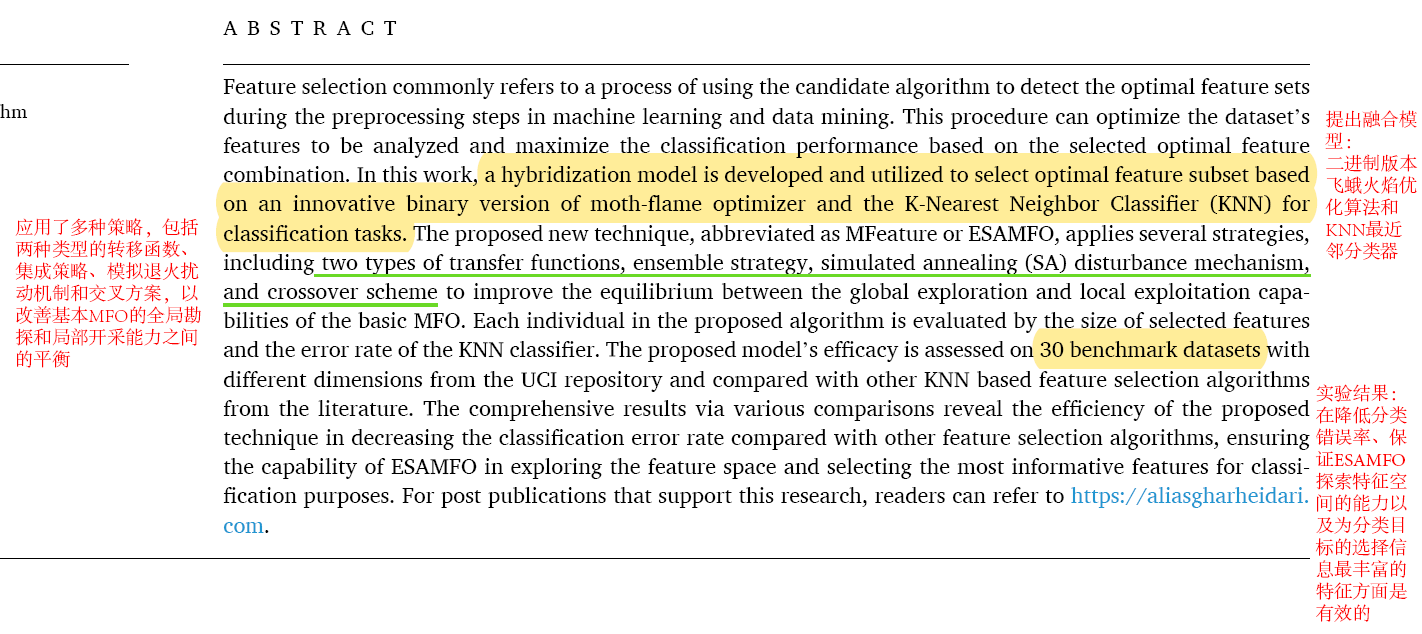 ABSTRACT
hm
Feature selection commonly refers to a process of using the candidate algorithm to detect the optimal feature sets
during the preprocessing steps in machine learning and data mining. This procedure can optimize the dataset's
features to be analyzed and maximize the classification performance based on the selected optimal feature
combination. In this work, a hybridization model is developed and utilized to select optimal feature subset based
on an innovative binary version of moth-flame optimizer and the K-Nearest Neighbor Classifier (KNN) for
classification tasks. The proposed new technique, abbreviated as MFeature or ESAMFO, applies several strategies,
including two types of transfer functions, ensemble strategy, simulated annealing (SA) disturbance mechanism,
and crossover scheme to improve the equilibrium between the global exploration and local exploitation capa-
bilities of the basic MFO. Each individual in the proposed algorithm is evaluated by the size of selected features
and the error rate of the KNN classifier. The proposed model's efficacy is assessed on 30 benchmark datasets with
different dimensions from the UCI repository and compared with other KNN based feature selection algorithms
from the literature. The comprehensive results via various comparisons reveal the efficiency of the proposed
technique in decreasing the classification error rate compared with other feature selection algorithms, ensuring
the capability of ESAMFO in exploring the feature space and selecting the most informative features for classi-
fication purposes. For post publications that support this research, readers can refer to https://aliasgharheidari.
com.
应用了多种策略，包括
两种类型的转移函数、
集成策略、模拟退火扰
动机制和交叉方案，以
改善基本MFO的全局勘
探和局部开采能力之间
的平衡
提出融合模
型：
二进制版本
飞蛾火焰优
化算法和
KNN最近
邻分类器
实验结果：
在降低分类
错误率、保
证ESAMFO
探索特征空
间的能力以
及为分类目
标的选择信
息最丰富的
特征方面是
有效的